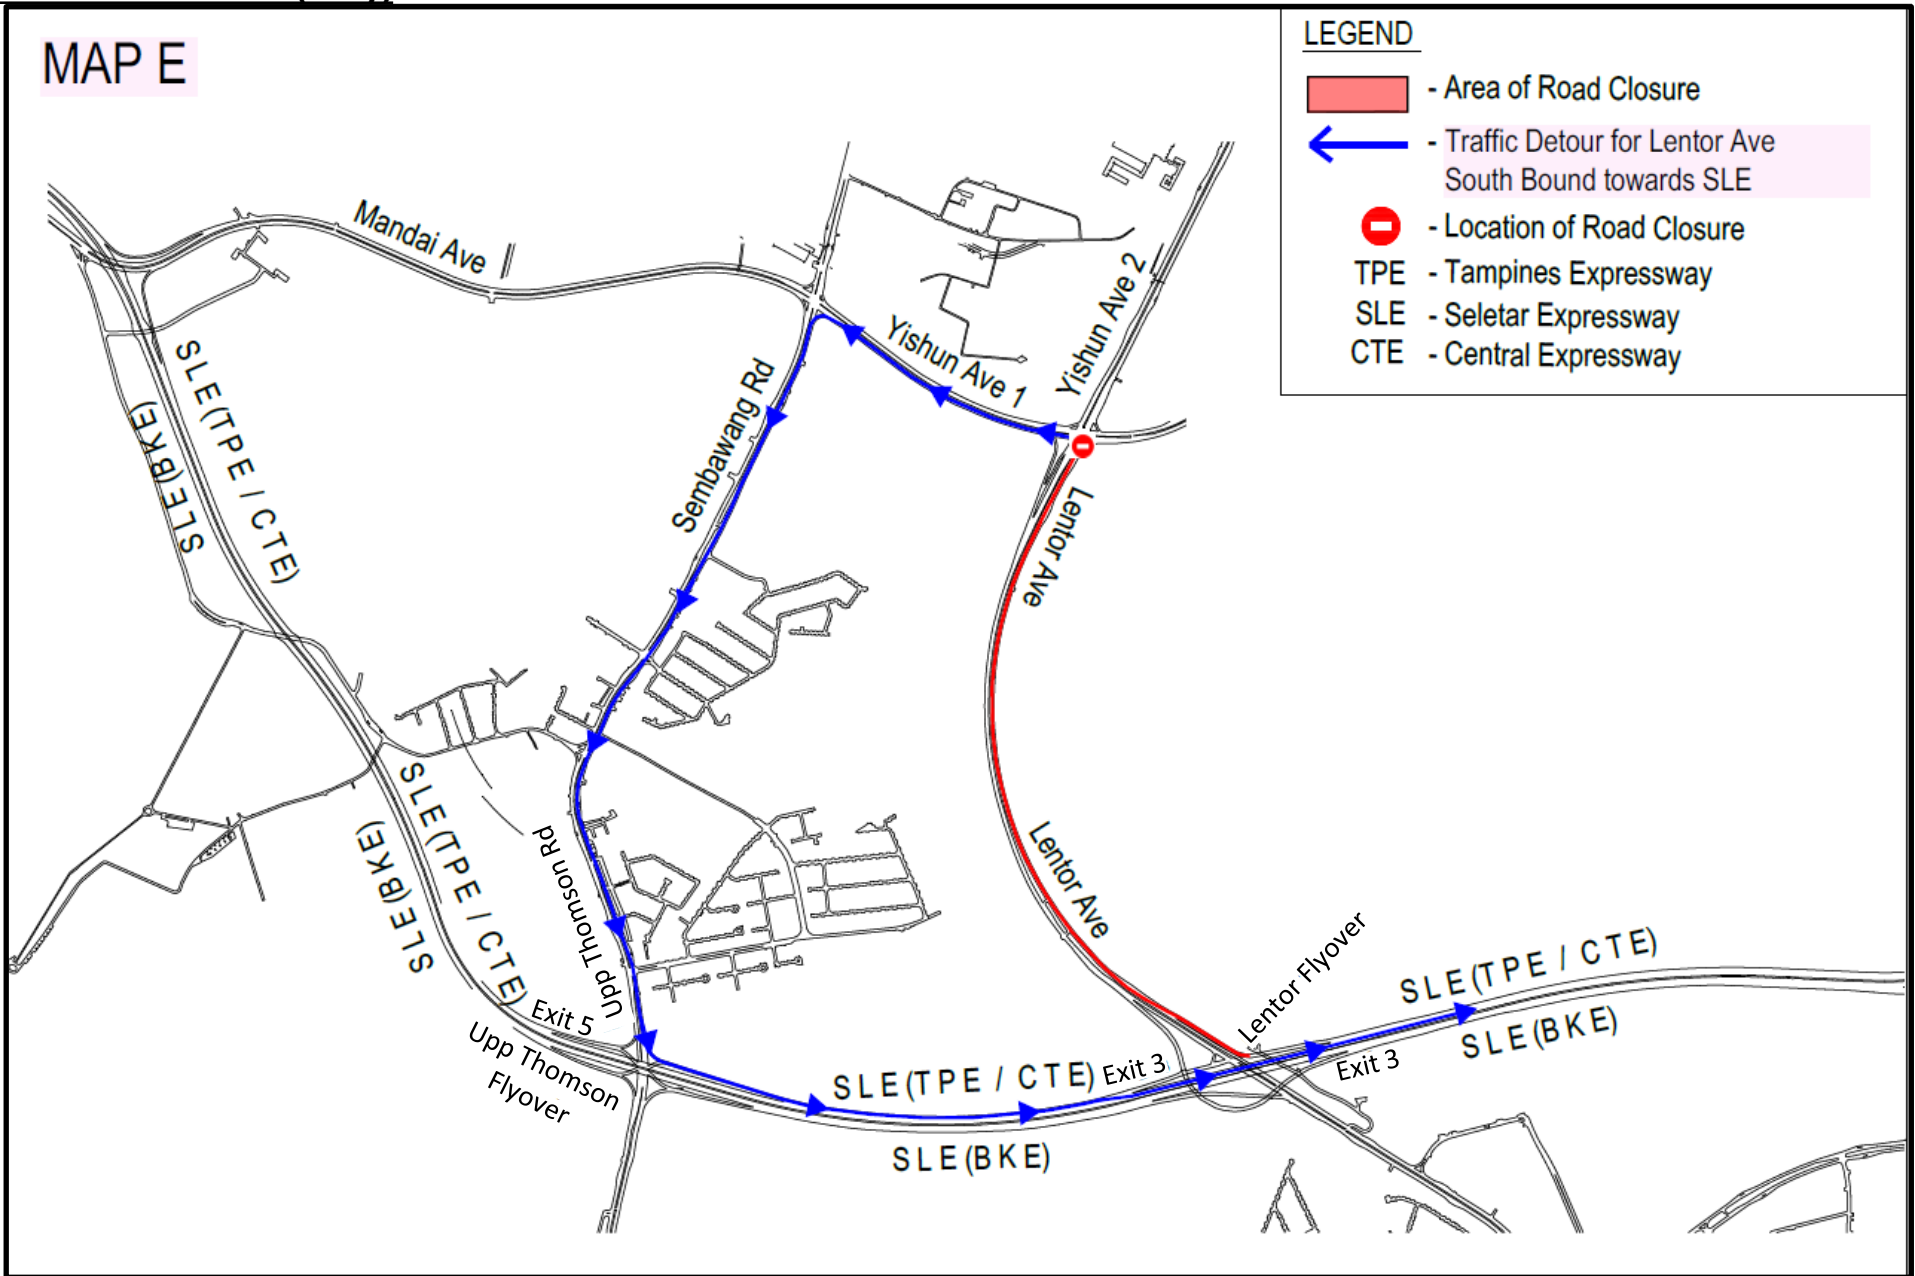 MAP E
LEGEND
- Area of Road Closure
- Traffic Detour for Lentor Ave
South Bound towards SLE
- Location of Road Closure
TPE - Tampines Expressway
SLE - Seletar Expressway
CTE - Central Expressway
Mandai Ave
Yishun Ave 2
Yishun Ave 1
Sembawang Rd
SLE(TPE / CTE)
SLE(BKE)
Lentor Ave
SLE(TPE / CTE)
SLE(BKE)
Upp Thomson Rd
Lentor Ave
Lentor Flyover
SLE(TPE / CTE)
SLE(BKE)
Exit 5
Upp Thomson
Flyover
SLE(TPE / CTE)
Exit 3
Exit 3
SLE(BKE)